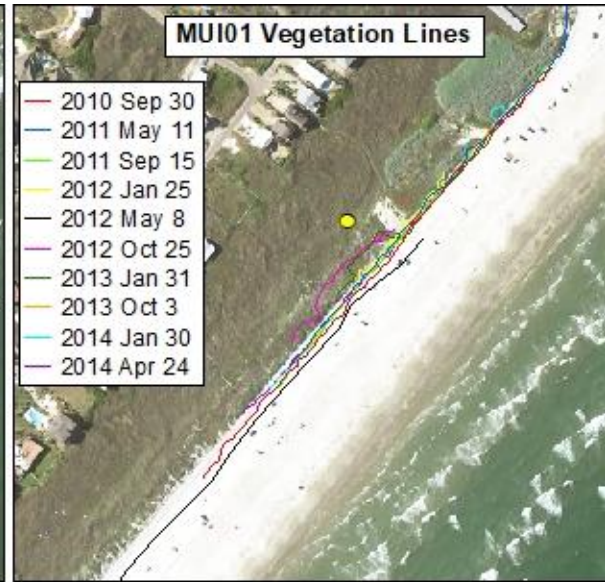 MUI01 Vegetation Lines
2010 Sep 30
2011 May 11
2011 Sep 15
2012 Jan 25
2012 May 8
2012 Oct 25
2013 Jan 31
2013 Oct 3
2014 Jan 30
2014 Apr 24